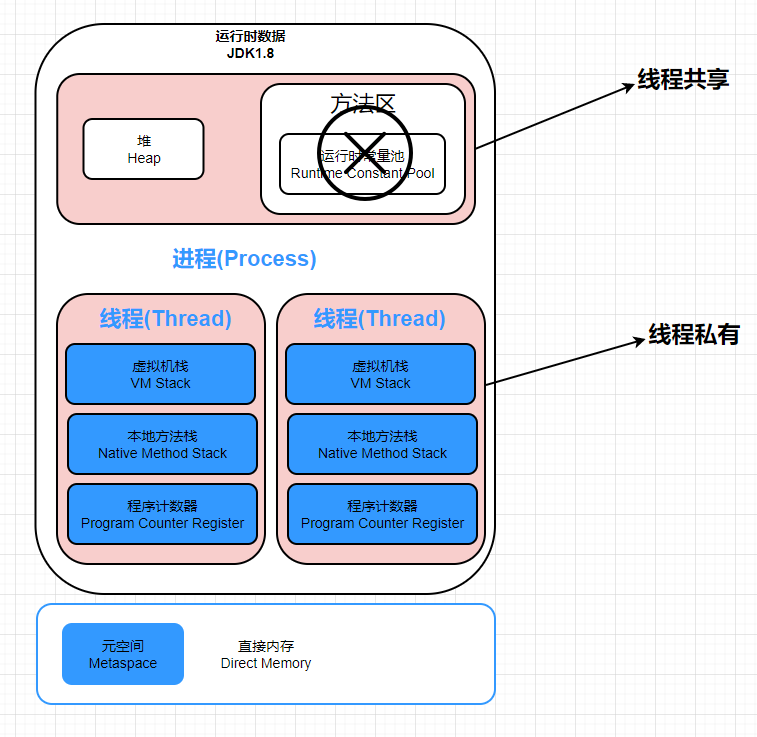 运行时数据
JDK1.8
线程共享
方法区
堆
Heap
运行时常量池
Runtime Constant Pool
进程(Process)
线程(Thread)
线程(Thread)
线程私有
虚拟机栈
VM Stack
虚拟机栈
VM Stack
本地方法栈
Native Method Stack
本地方法栈
Native Method Stack
程序计数器
Program Counter Register
程序计数器
Program Counter Register
元空间
Metaspace
直接内存
Direct Memory